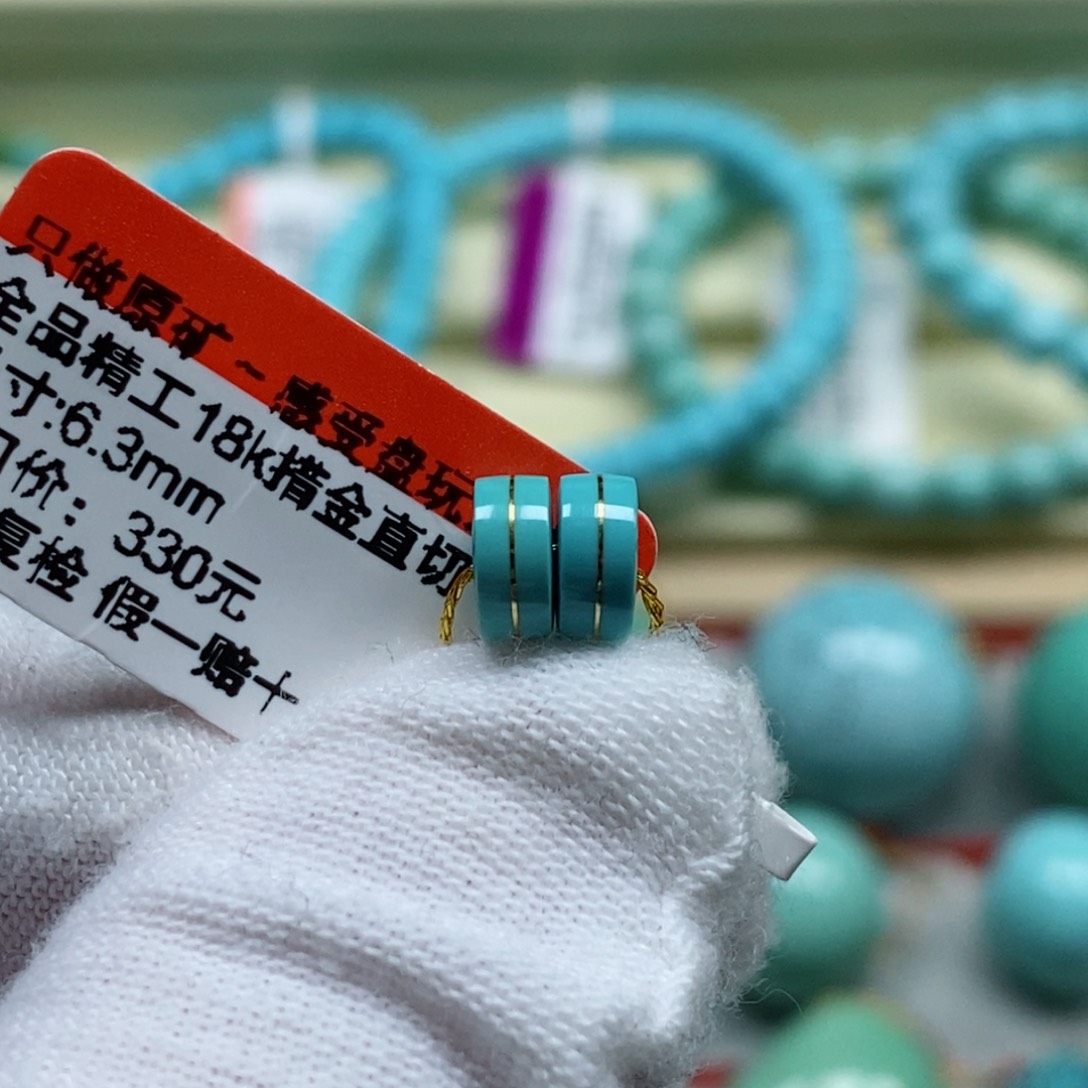 只做原矿~感受盘玩
全品精工18k措金直切
寸:6.3mm
价: 330元
复检 假一赔十